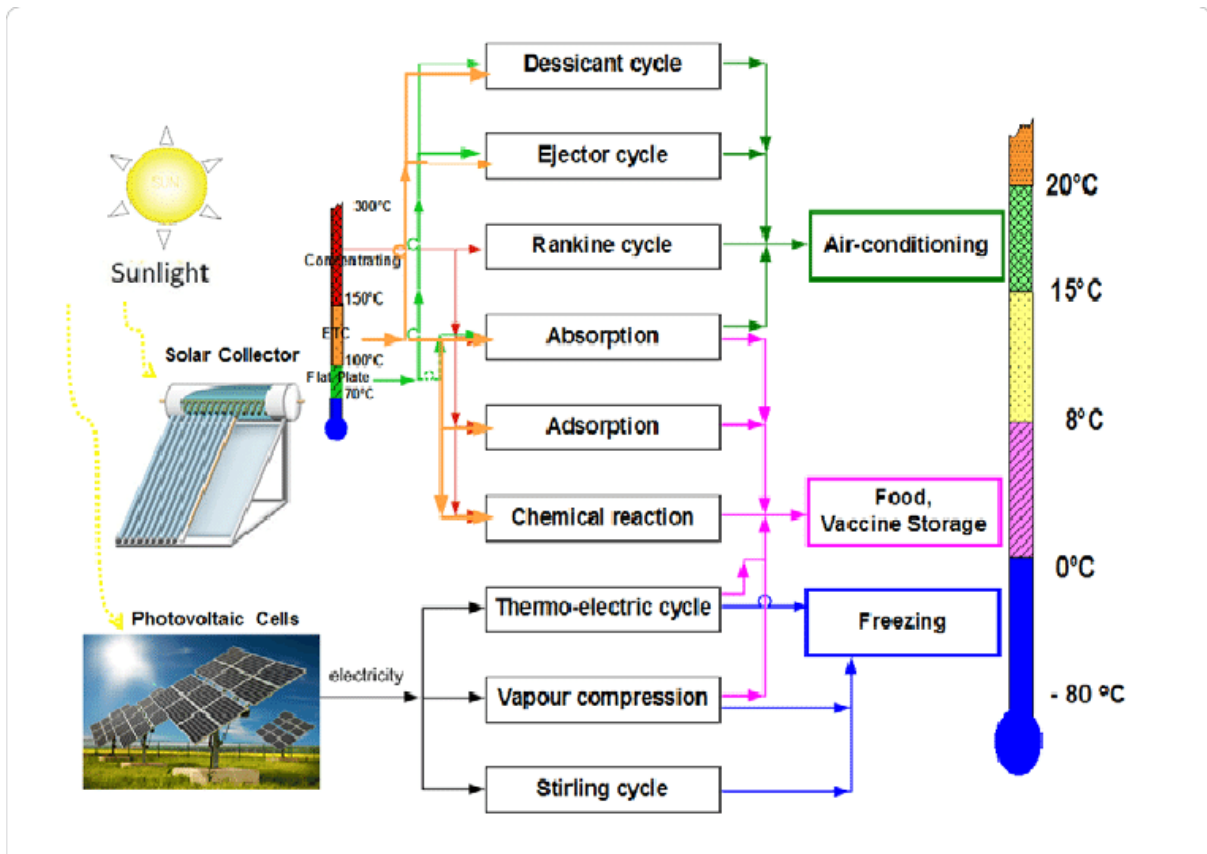 Dessicant cycle
SUN
Ejector cycle
20°C
300°C
Rankine cycle
Air-conditioning
Concentrating
Sunlight
150°C
15°C
ETC
Absorption
Solar Collector
100°C
Flat Plate
70°C
8°C
Adsorption
Food,
Vaccine Storage
Chemical reaction
0°C
Thermo-electric cycle
Photovoltaic Cells
Freezing
electricity
Vapour compression
- 80 ºC
Stirling cycle